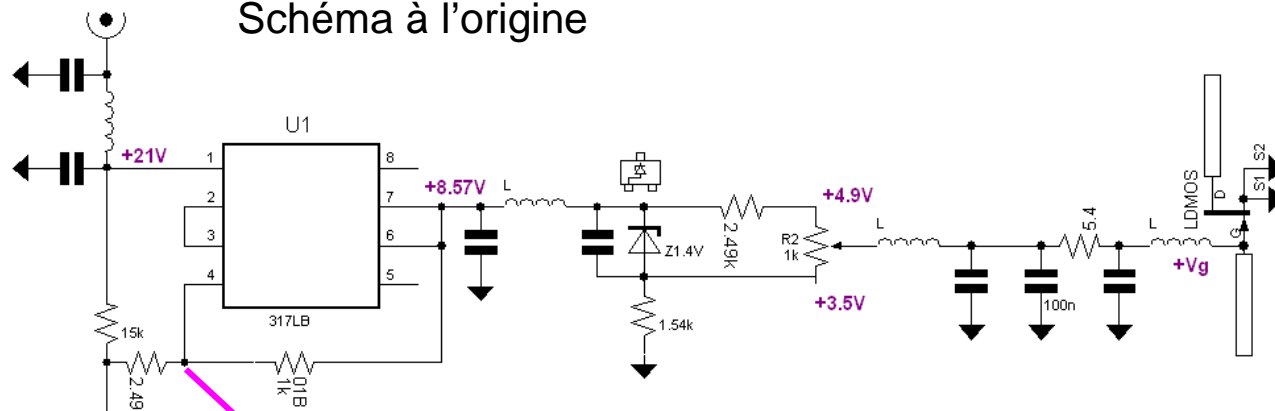 Schéma à l'origine
U1
+21V
1
2
3
4
8
7
6
5
317LB
+8.57V
L
Z1.4V
1.54k
2.49k
+4.9V
R2
1k
+3.5V
L
100n
5.4
L
+Vg
LDMOS
D
G
S1
S2
15k
2.49
01B
1k